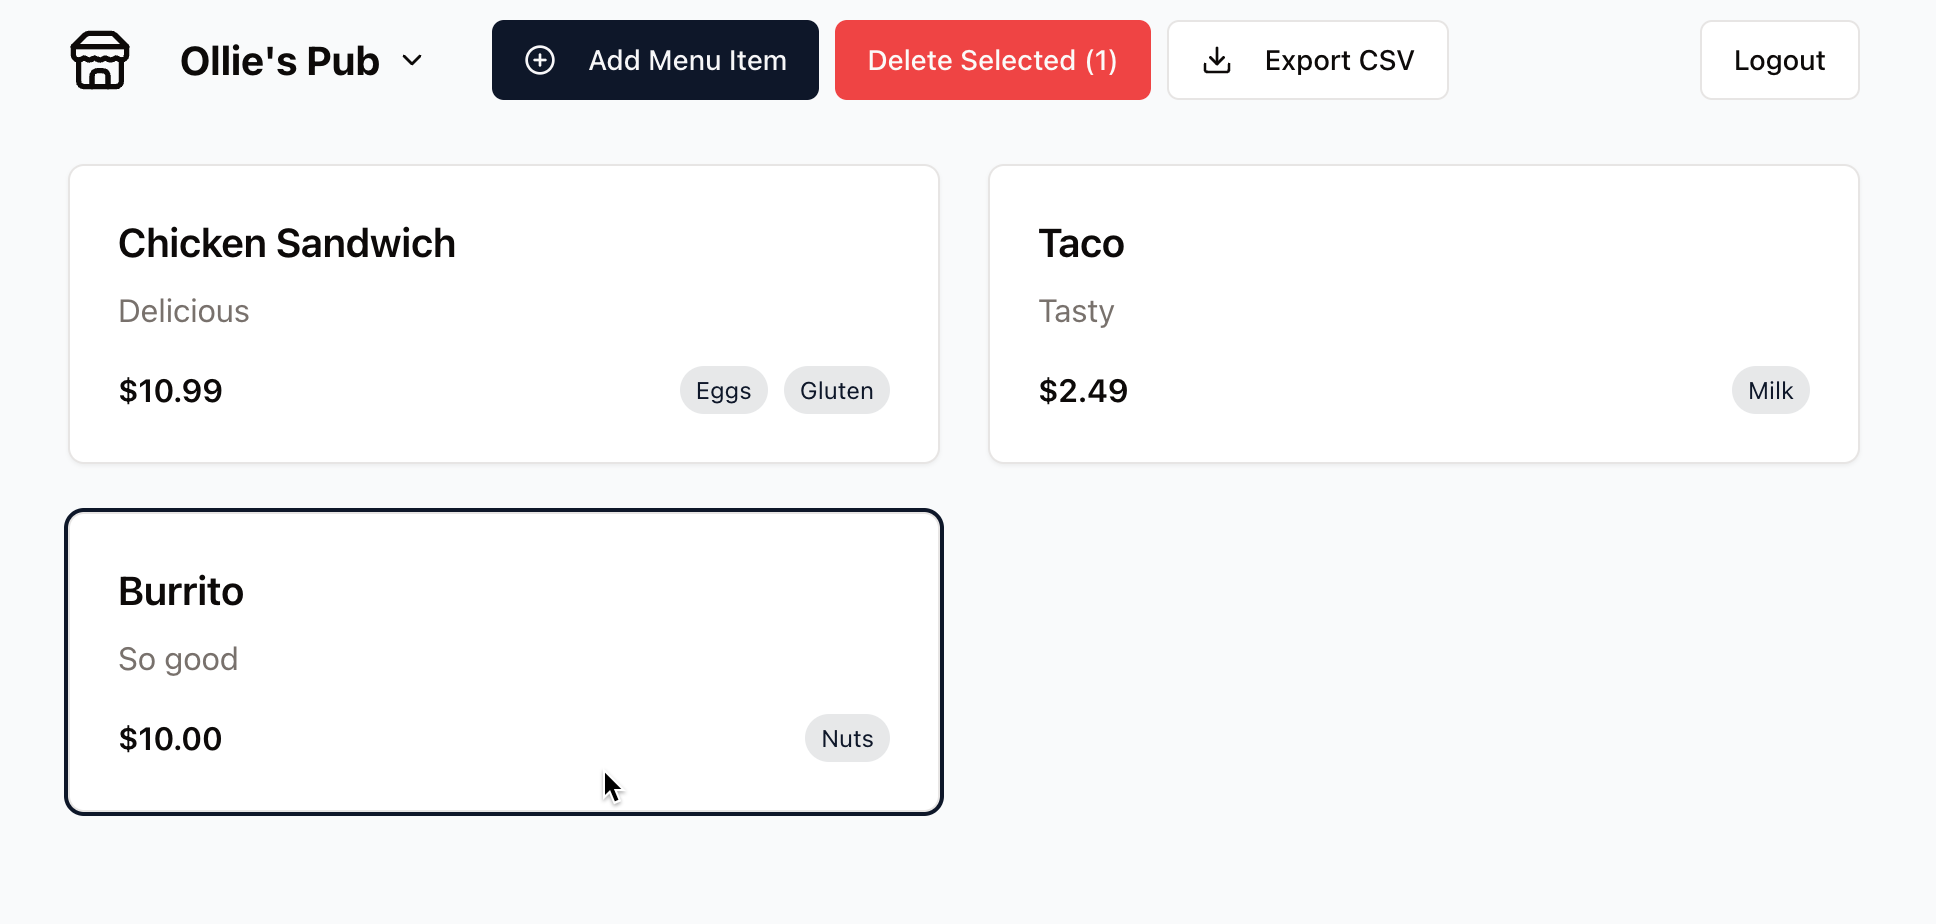 Ollie's Pub
Add Menu Item
Delete Selected (1)
Export CSV
Logout
Chicken Sandwich
Delicious
$10.99
Eggs
Gluten
Taco
Tasty
$2.49
Milk
Burrito
So good
$10.00
Nuts